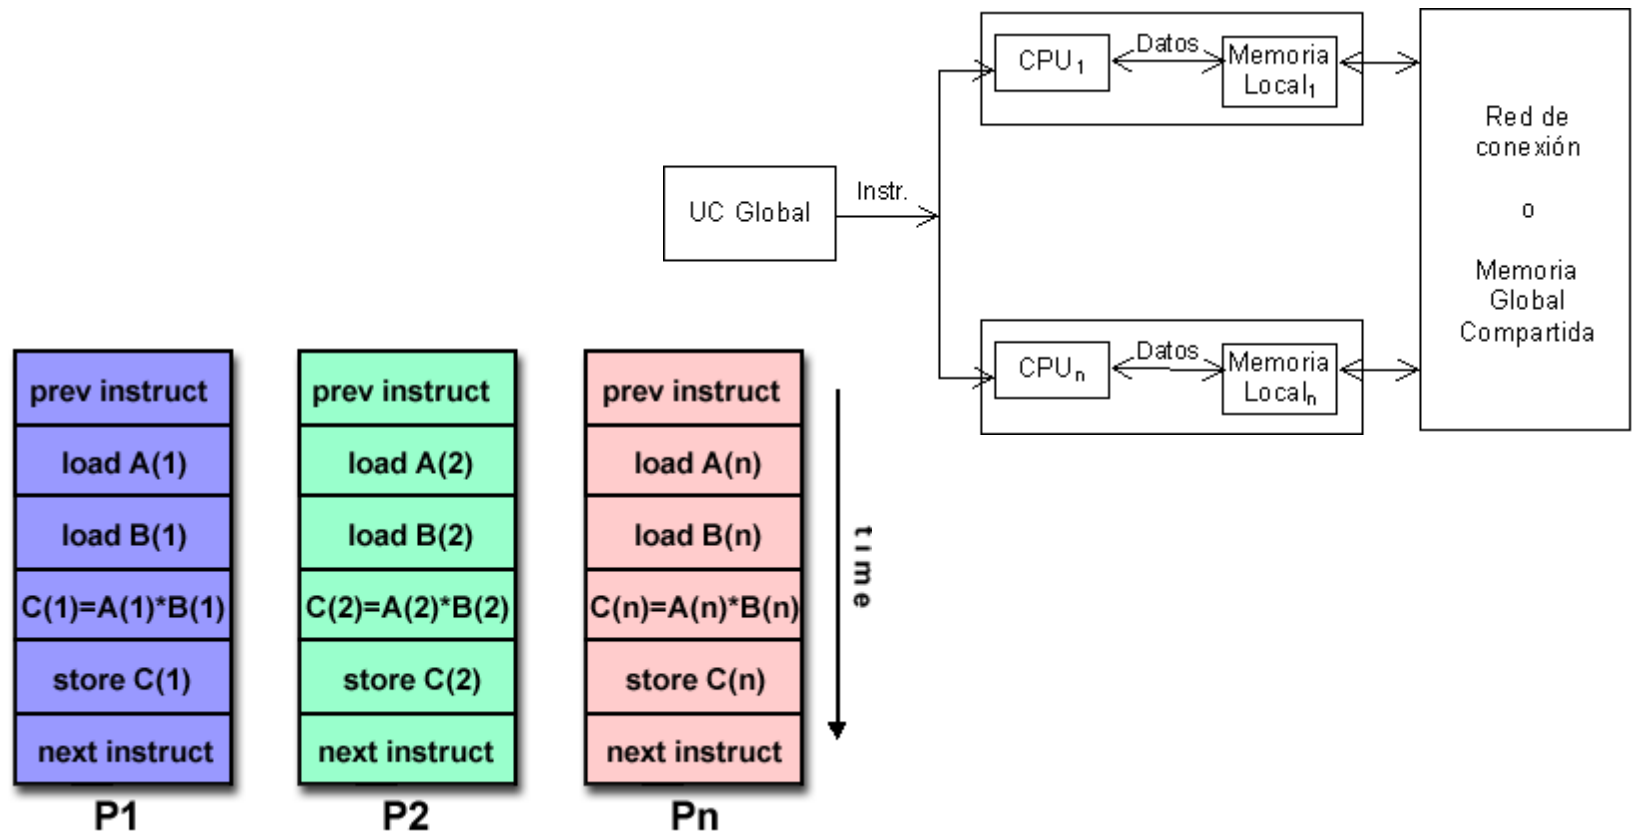 CPU1
Datos
Memoria
Local1
Red de
conexión
o
Memoria
Global
Compartida
UC Global
Instr.
CPUn
Datos
Memoria
Localn
prev instruct
load A(1)
load B(1)
C(1)=A(1)*B(1)
store C(1)
next instruct
P1
prev instruct
load A(2)
load B(2)
C(2)=A(2)*B(2)
store C(2)
next instruct
P2
prev instruct
load A(n)
load B(n)
C(n)=A(n)*B(n)
store C(n)
next instruct
Pn
time